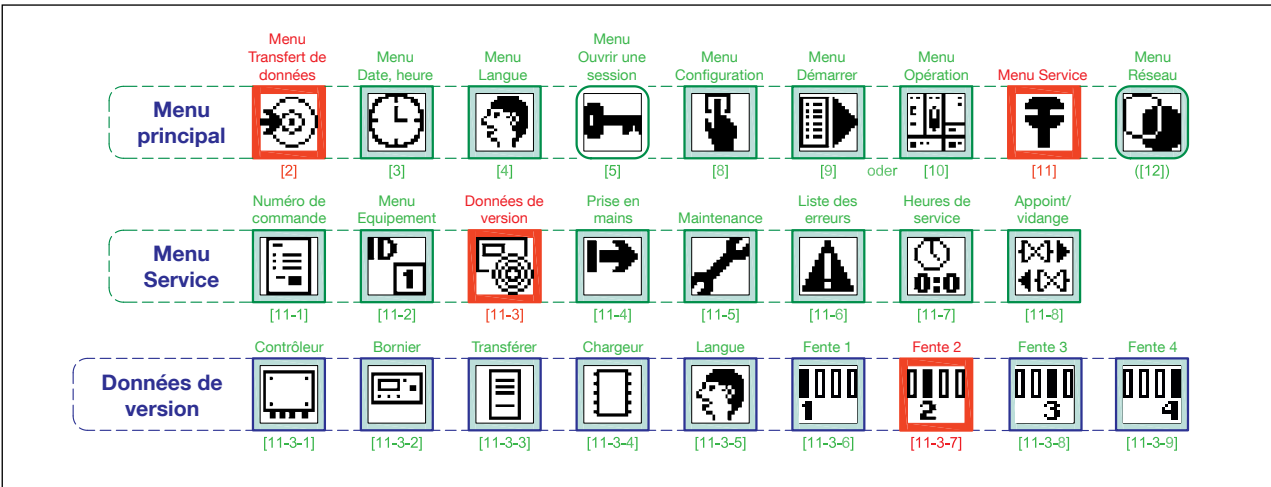 Menu
Transfert de
données
Menu
Date, heure
Menu
Langue
Menu
Ouvrir une
session
Menu
Configuration
Menu
Démarrer
Menu
Opération
Menu Service
Menu
Réseau
Menu
principal
[2]
[3]
[4]
[5]
[8]
[9]
oder
[10]
[11]
([12])
Numéro de
commande
Menu
Equipement
Données de
version
Prise en
mains
Maintenance
Liste des
erreurs
Heures de
service
Appoint/
vidange
Menu
Service
ID
1
0:0
[11-1]
[11-2]
[11-3]
[11-4]
[11-5]
[11-6]
[11-7]
[11-8]
Contrôleur
Bornier
Transférer
Chargeur
Langue
Fente 1
Fente 2
Fente 3
Fente 4
Données de
version
1
2
3
4
[11-3-1]
[11-3-2]
[11-3-3]
[11-3-4]
[11-3-5]
[11-3-6]
[11-3-7]
[11-3-8]
[11-3-9]